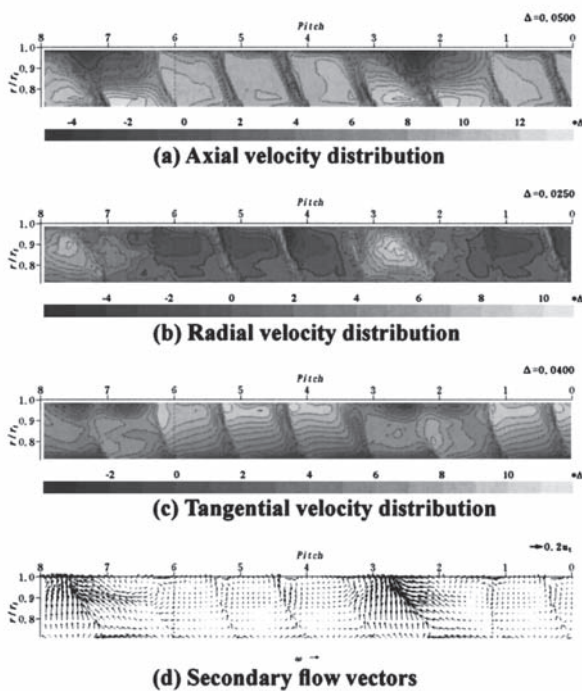 Δ=0.0500
Pitch
8 7 6 5 4 3 2 1 0
1.0
0.9
0.8
r/rt
-4 -2 0 2 4 6 8 10 12 *Δ
(a) Axial velocity distribution
Δ=0.0250
Pitch
8 7 6 5 4 3 2 1 0
1.0
0.9
0.8
r/rt
-4 -2 0 2 4 6 8 10 *Δ
(b) Radial velocity distribution
Δ=0.0400
Pitch
8 7 6 5 4 3 2 1 0
1.0
0.9
0.8
r/rt
-2 0 2 4 6 8 10 *Δ
(c) Tangential velocity distribution
→0.2ut
Pitch
8 7 6 5 4 3 2 1 0
1.0
0.9
0.8
r/rt
ω →
(d) Secondary flow vectors